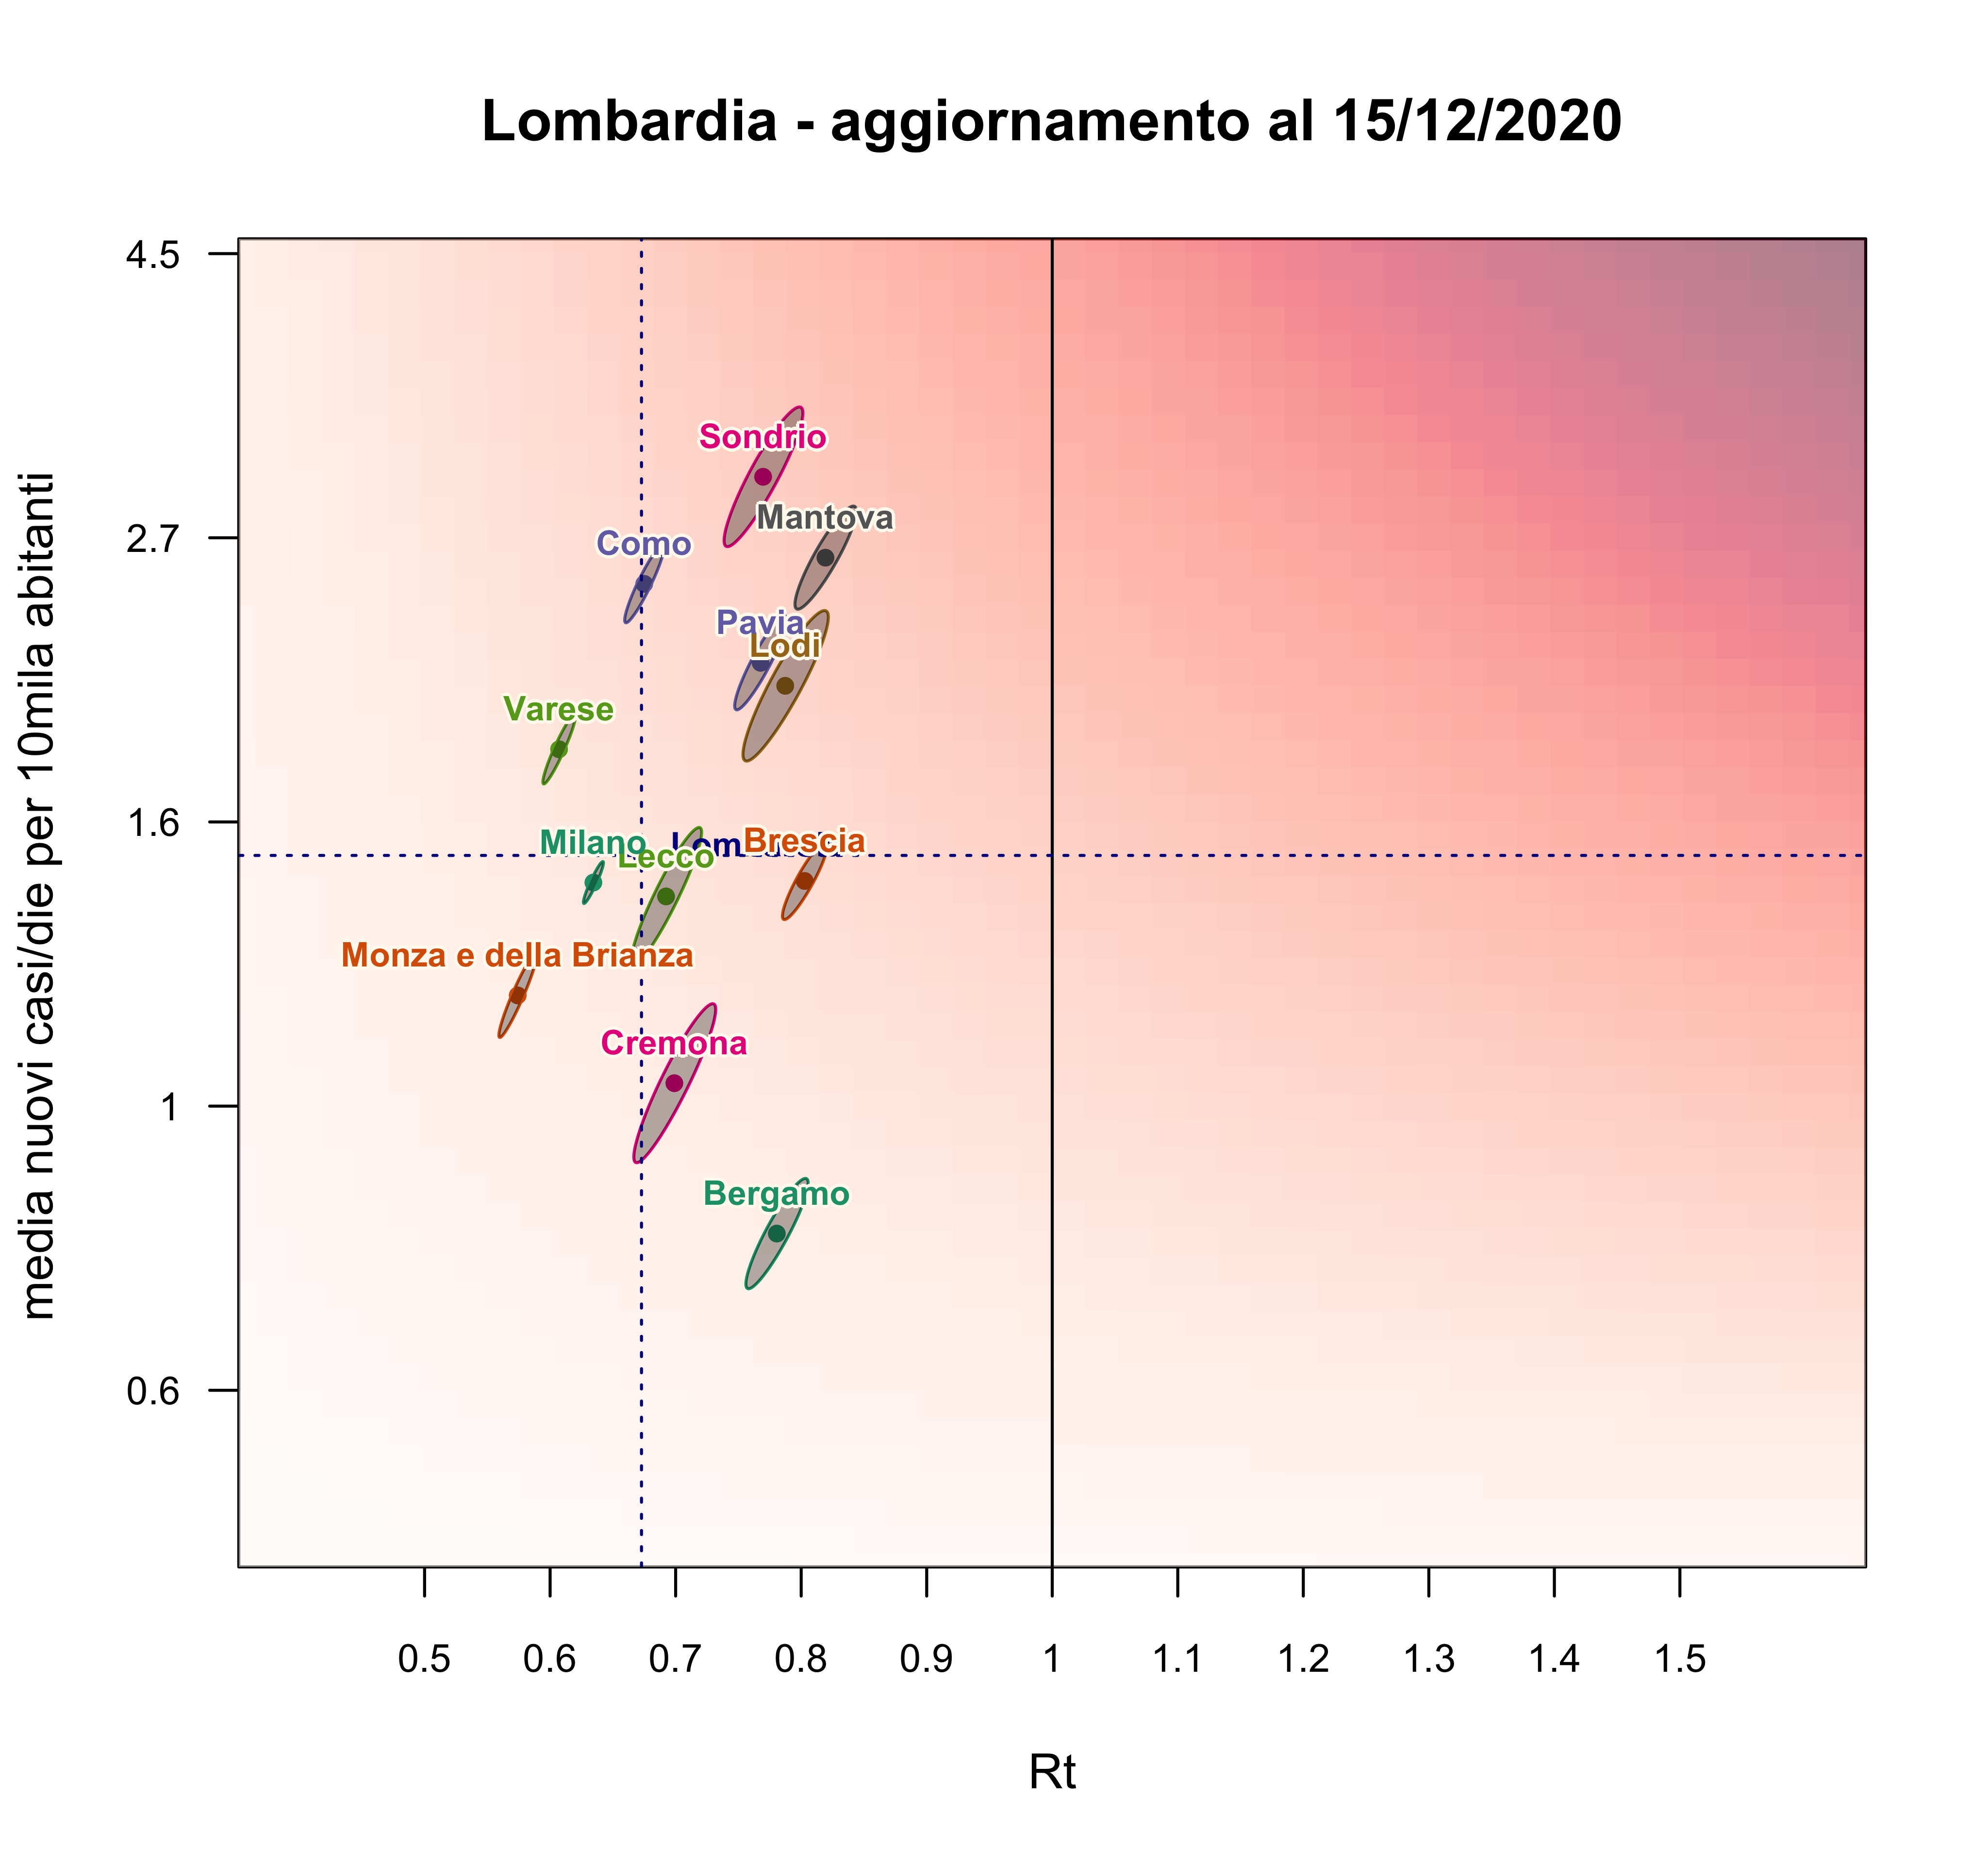 Lombardia - aggiornamento al 15/12/2020
media nuovi casi/die per 10mila abitanti
4.5
2.7
1.6
1
0.6
Sondrio
Mantova
Como
Pavia
Lodi
Varese
Milano
Brescia
Lecco
Monza e della Brianza
Cremona
Bergamo
0.5 0.6 0.7 0.8 0.9 1 1.1 1.2 1.3 1.4 1.5
Rt